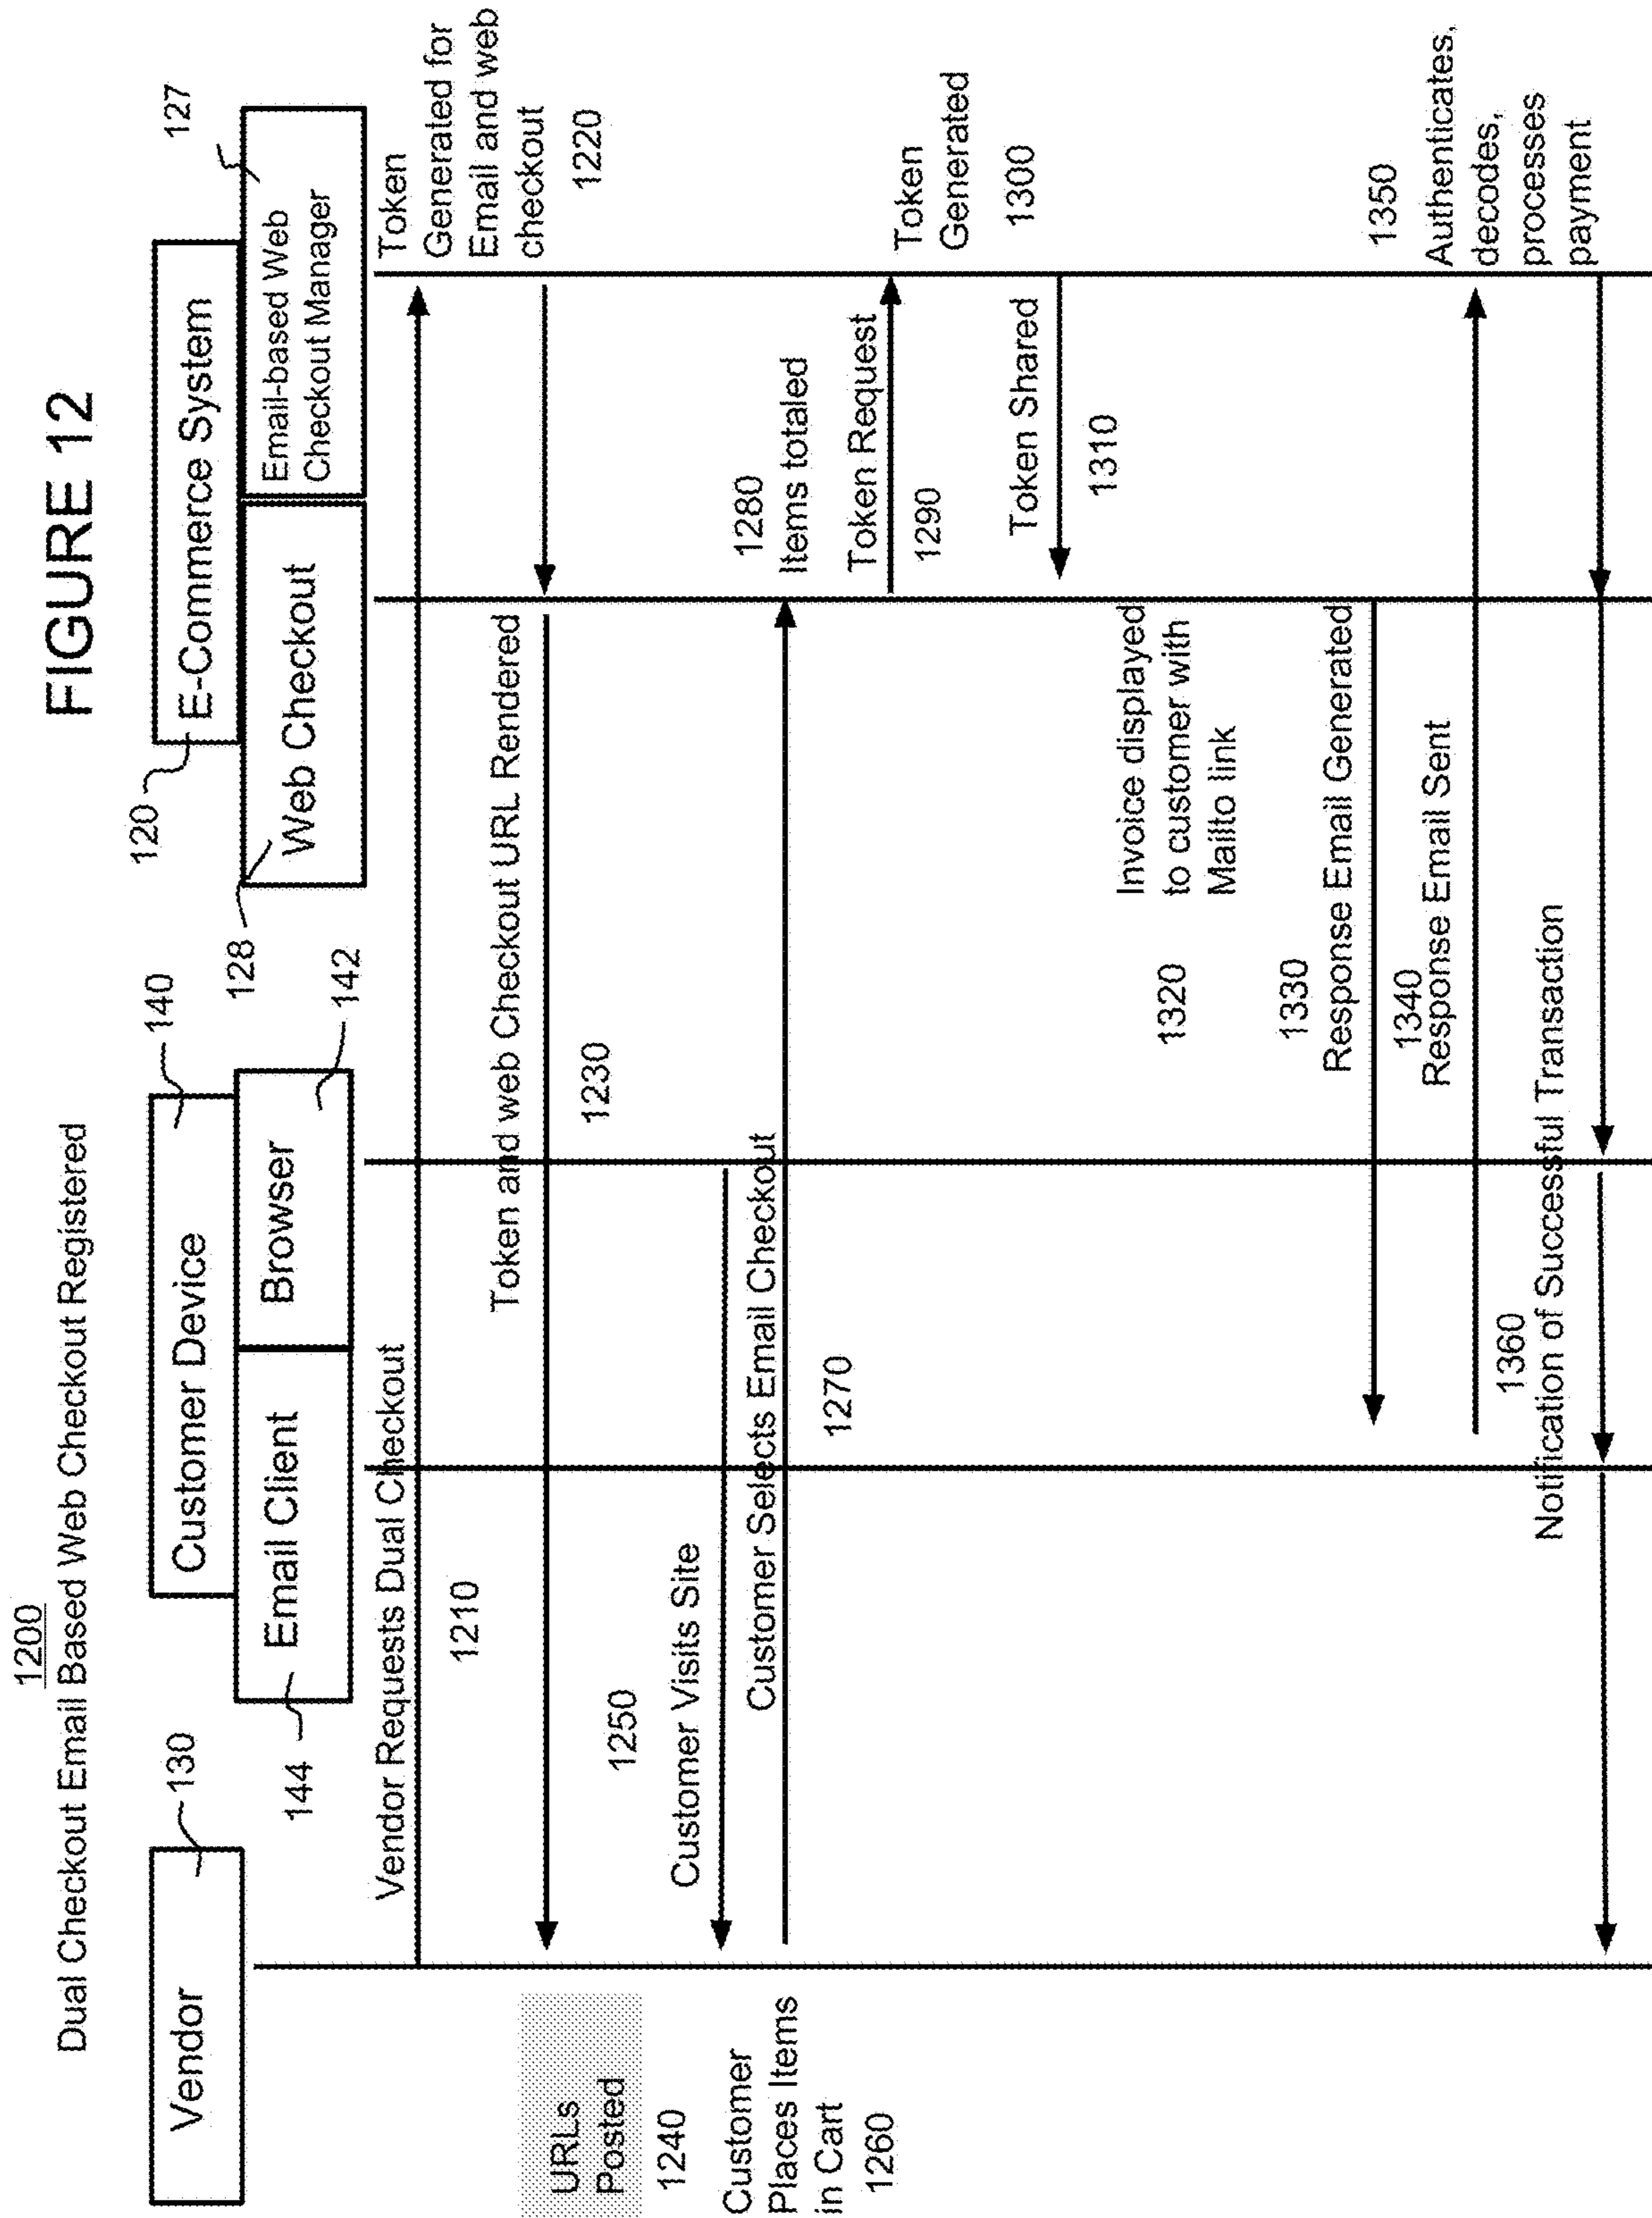 FIGURE 12
1200
Dual Checkout Email Based Web Checkout Registered
Vendor
130
Customer Device
140
Email Client
144
Browser
142
E-Commerce System
120
Web Checkout
128
Email-based Web
Checkout Manager
127
Vendor Requests Dual Checkout
1210
Token
Generated for
Email and web
checkout
1220
Token and web Checkout URL Rendered
1230
URLs
Posted
1240
1250
Customer Visits Site
Customer
Places Items
in Cart
1260
Customer Selects Email Checkout
1270
1280
Items totaled
Token Request
1290
Token
Generated
1300
Token Shared
1310
Invoice displayed
to customer with
Mailto link
1320
1330
Response Email Generated
1340
Response Email Sent
1350
Authenticates,
decodes,
processes
payment
1360
Notification of Successful Transaction